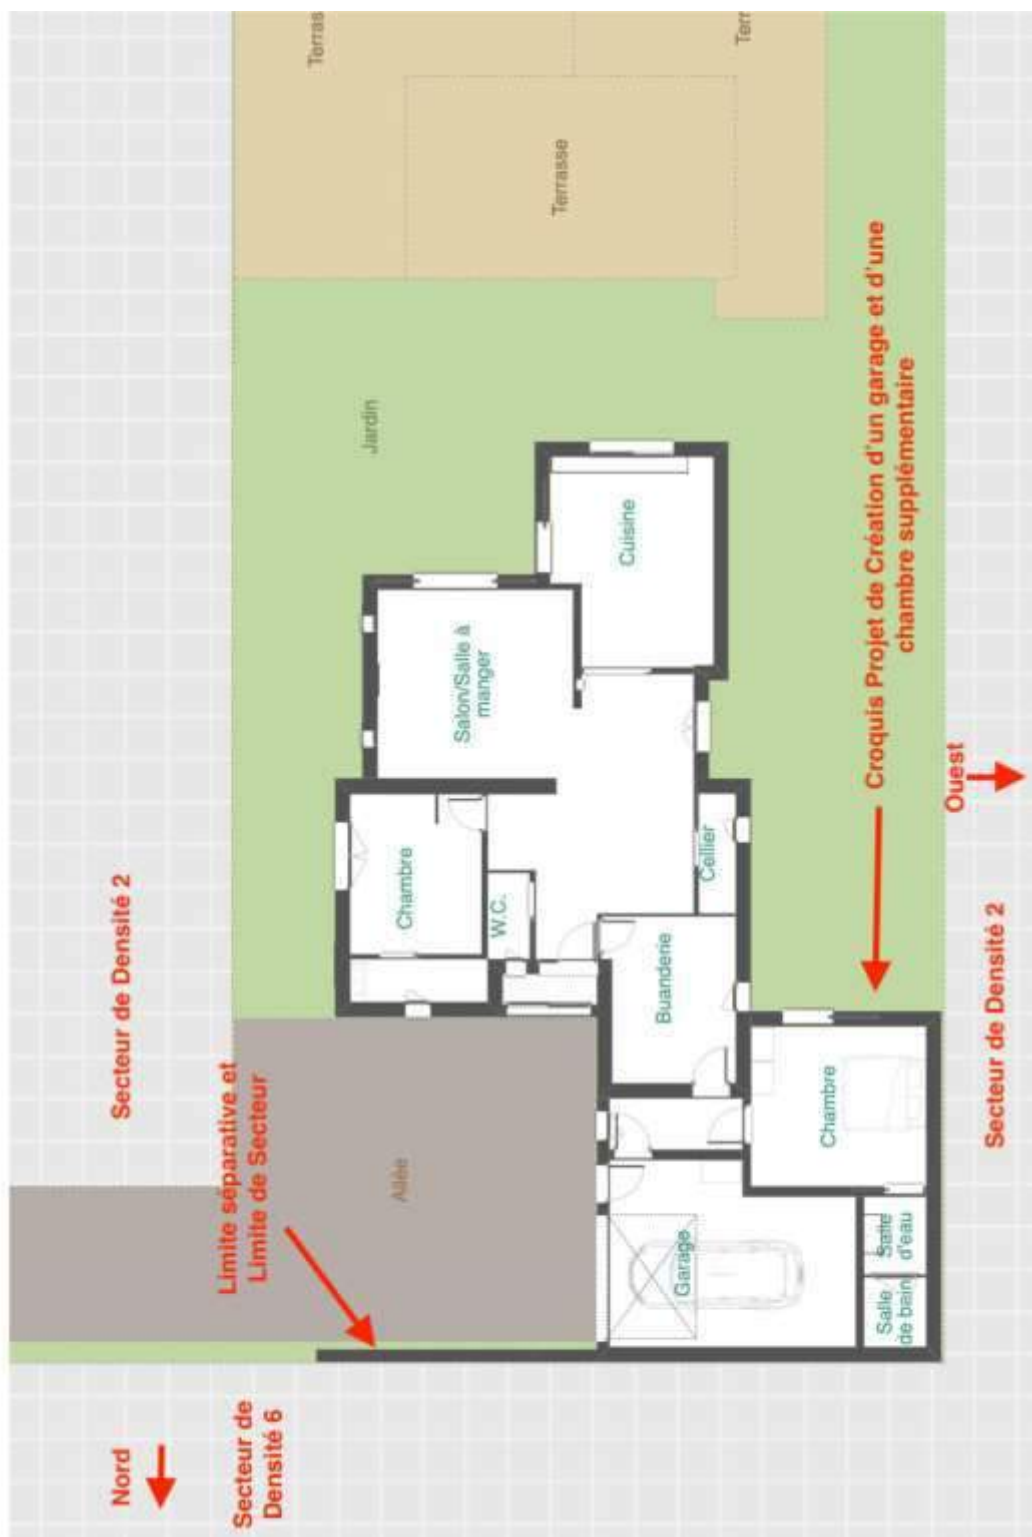 Nord
Secteur de Densité 2
Secteur de
Densité 6
Limite séparative et
Limite de Secteur
Terras
Jardin
Allée
Chambre
Salon/Salle à
manger
W.C.
Terrasse
Cuisine
Buanderie
Garage
Cellier
Terr
Chambre
Salle
de bain
Salle
d'eau
Croquis Projet de Création d'un garage et d'une
chambre supplémentaire
Ouest
Secteur de Densité 2